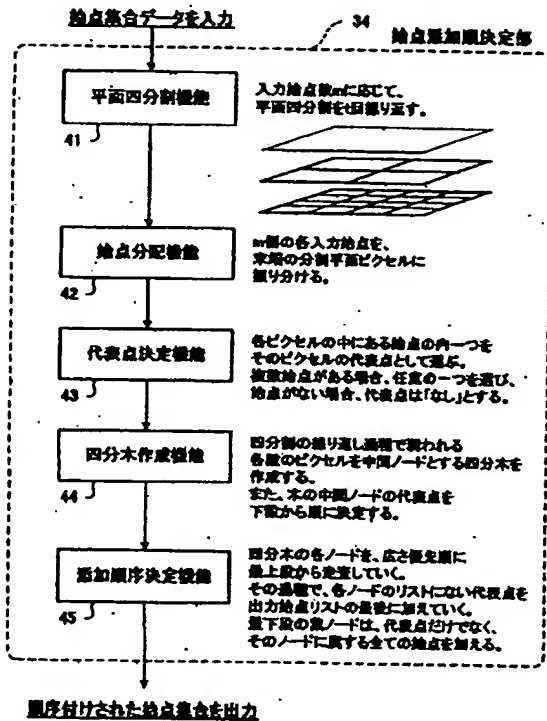 給点集合データを入力
34
給点添加順決定部
平面四分割機能
41
入力給点数mに応じて、
平面四分割をt回繰り返す。
給点分配機能
42
m個の各入力給点を、
末端の分割平面ピクセルに
振り分ける。
代表点決定機能
43
各ピクセルの中にある給点の内一つを
そのピクセルの代表点として選ぶ。
複数給点がある場合、任意の一つを選び、
給点がない場合、代表点は「なし」とする。
四分木作成機能
44
四分割の繰り返し過程で現われる
各段のピクセルを中間ノードとする四分木を
作成する。
また、木の中間ノードの代表点を
下段から順に決定する。
添加順序決定機能
45
四分木の各ノードを、広さ優先順に
最上段から走査していく。
その過程で、各ノードのリストにない代表点を
出力給点リストの最後に加えていく。
最下段の葉ノードは、代表点だけでなく、
そのノードに属する全ての給点を加える。
順序付けされた給点集合を出力